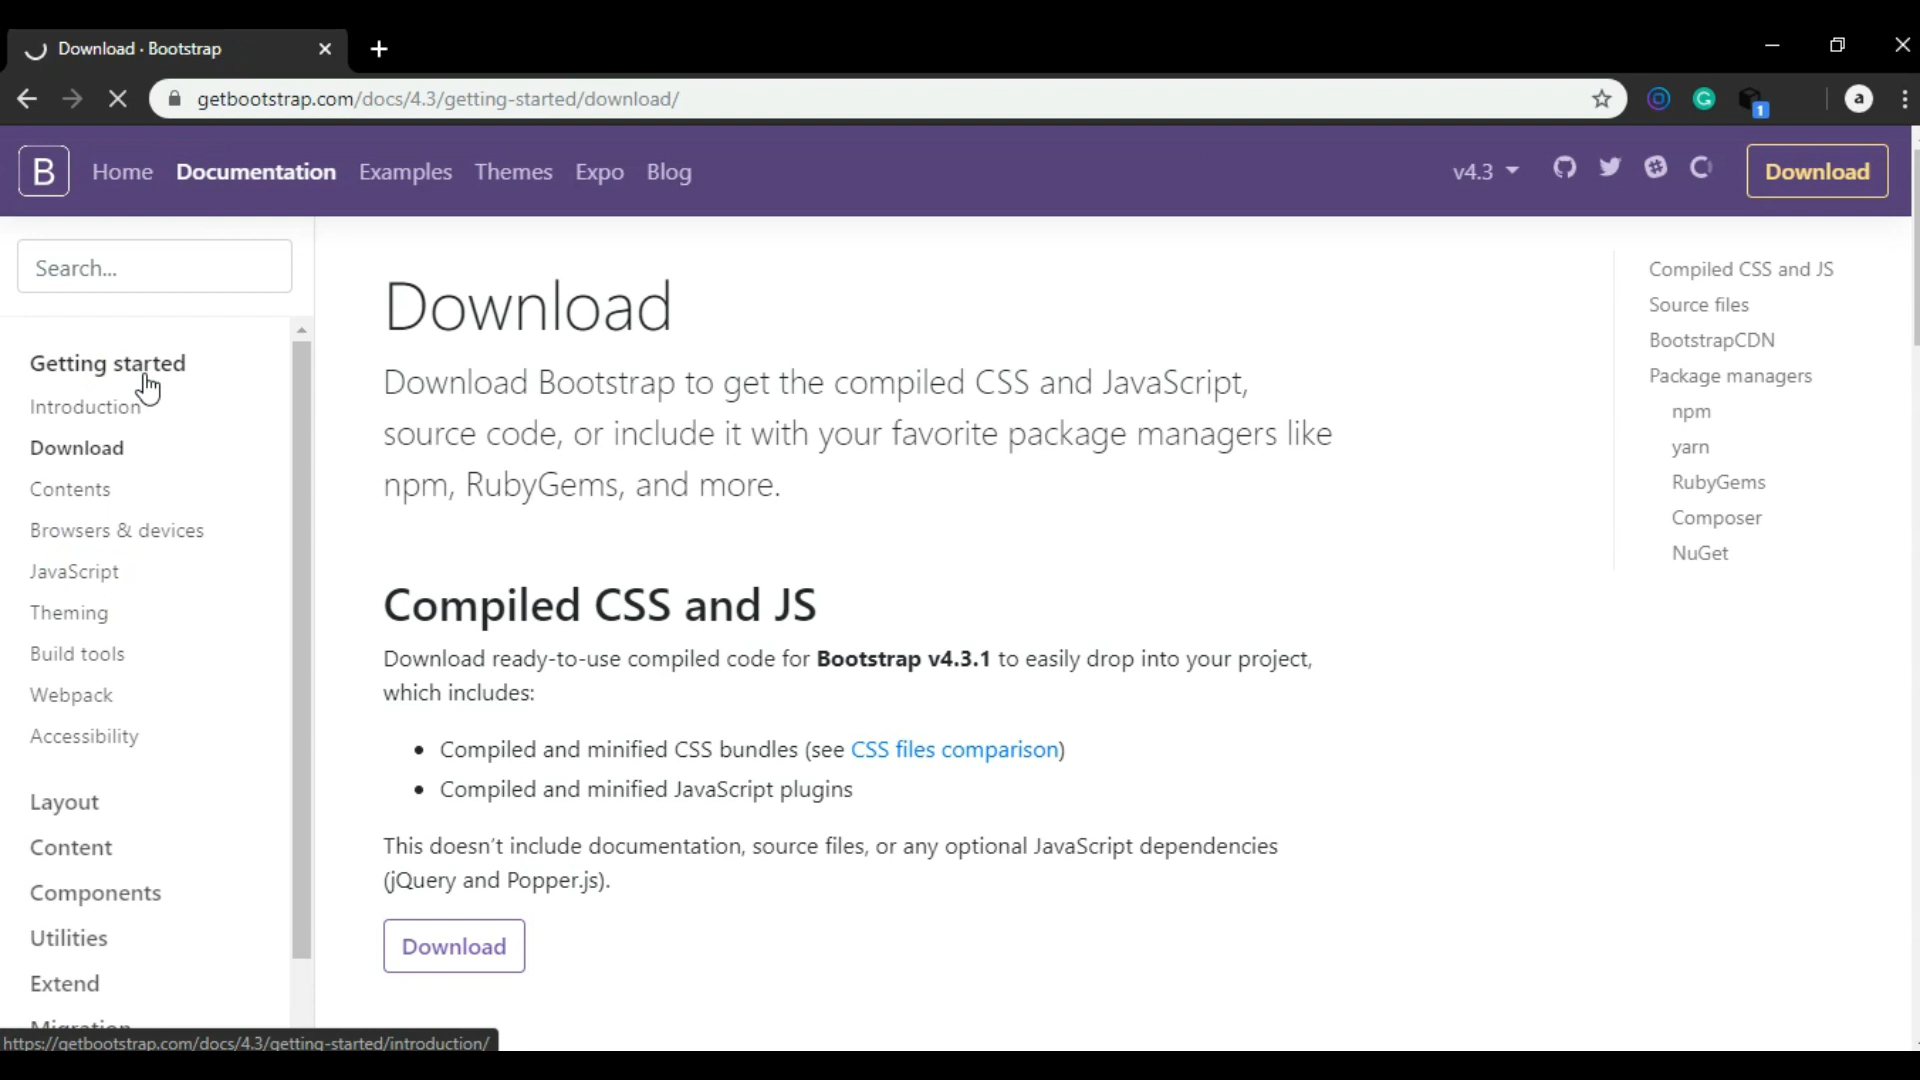 Download · Bootstrap
getbootstrap.com/docs/4.3/getting-started/download/
1
a
B
Home Documentation Examples Themes Expo Blog
v4.3
Download
Search...
Getting started
Introduction
Download
Contents
Browsers & devices
JavaScript
Theming
Build tools
Webpack
Accessibility
Layout
Content
Components
Utilities
Extend
Migration
Download
Download Bootstrap to get the compiled CSS and JavaScript,
source code, or include it with your favorite package managers like
npm, RubyGems, and more.
Compiled CSS and JS
Download ready-to-use compiled code for Bootstrap v4.3.1 to easily drop into your project,
which includes:
• Compiled and minified CSS bundles (see CSS files comparison)
• Compiled and minified JavaScript plugins
This doesn't include documentation, source files, or any optional JavaScript dependencies
(jQuery and Popper.js).
Download
Compiled CSS and JS
Source files
BootstrapCDN
Package managers
npm
yarn
RubyGems
Composer
NuGet
https://getbootstrap.com/docs/4.3/getting-started/introduction/